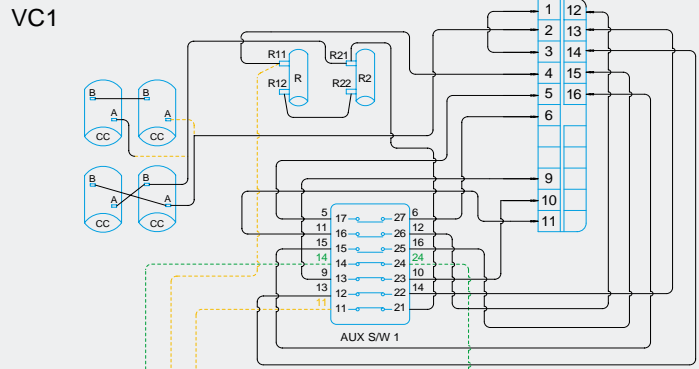 VC1
1 12
2 13
3 14
4 15
5 16
6
9
10
11
R11 R21
R R2
R12 R22
B B
A A
CC CC
B B
A A
CC CC
5 17 27 6
11 16 26 12
15 15 25 16
14 14 24 24
9 13 23 10
13 12 22 14
11 11 21
AUX S/W 1